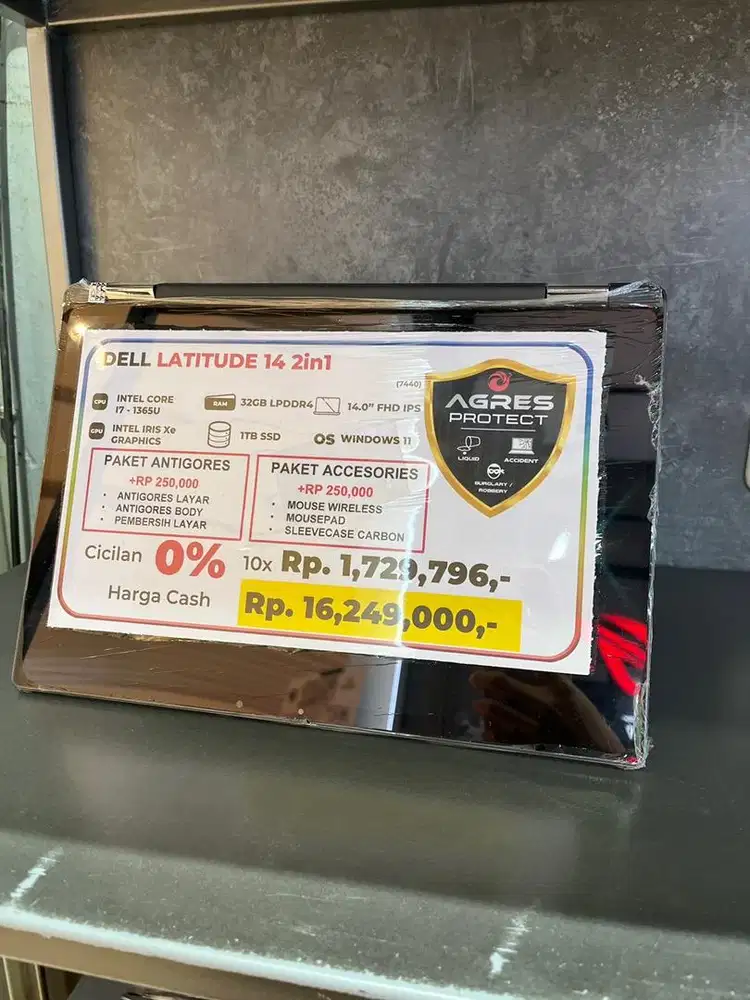 DELL LATITUDE 14 2in1
(7440)
CPU INTEL CORE I7 - 1365U
RAM 32GB LPDDR4
14.0" FHD IPS
GPU INTEL IRIS Xe GRAPHICS
1TB SSD
OS WINDOWS 11
AGRES
PROTECT
LIQUID
ACCIDENT
BURGLARY /
ROBBERY
PAKET ANTIGORES
+RP 250,000
• ANTIGORES LAYAR
• ANTIGORES BODY
• PEMBERSIH LAYAR
PAKET ACCESORIES
+RP 250,000
• MOUSE WIRELESS
• MOUSEPAD
• SLEEVECASE CARBON
Cicilan 0% 10x Rp. 1,729,796,-
Harga Cash Rp. 16,249,000,-